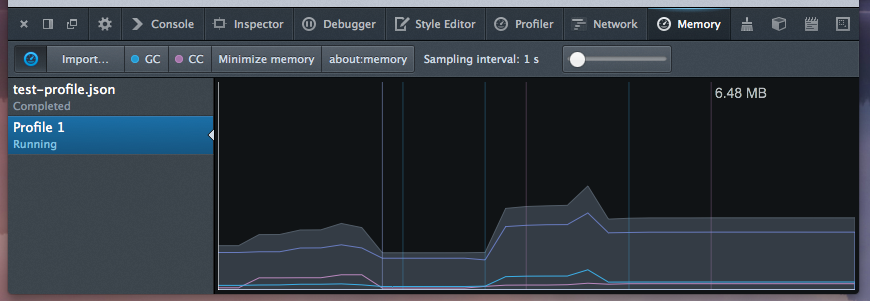 Console Inspector Debugger Style Editor Profiler Network Memory
Import... GC CC Minimize memory about:memory Sampling interval: 1 s
test-profile.json
Completed
6.48 MB
Profile 1
Running